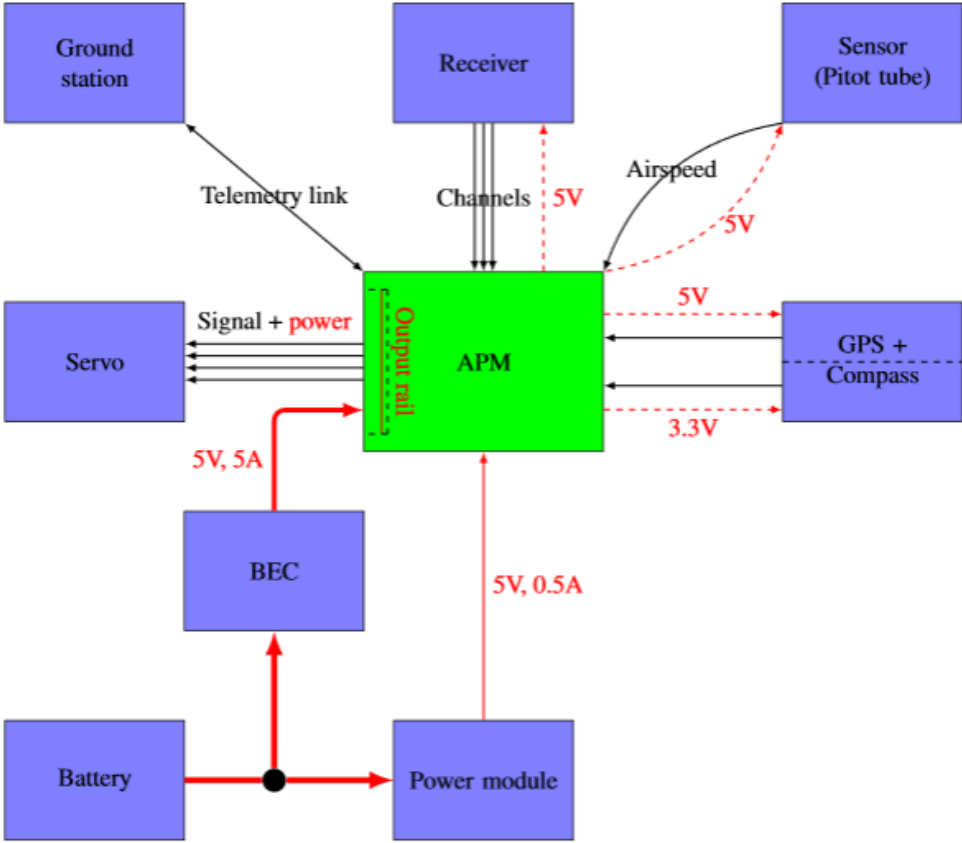 Ground
station
Receiver
Sensor
(Pitot tube)
Telemetry link
Channels
5V
Airspeed
5V
Signal + power
Servo
Output rail
APM
5V
GPS +
Compass
3.3V
5V, 5A
BEC
5V, 0.5A
Battery
Power module